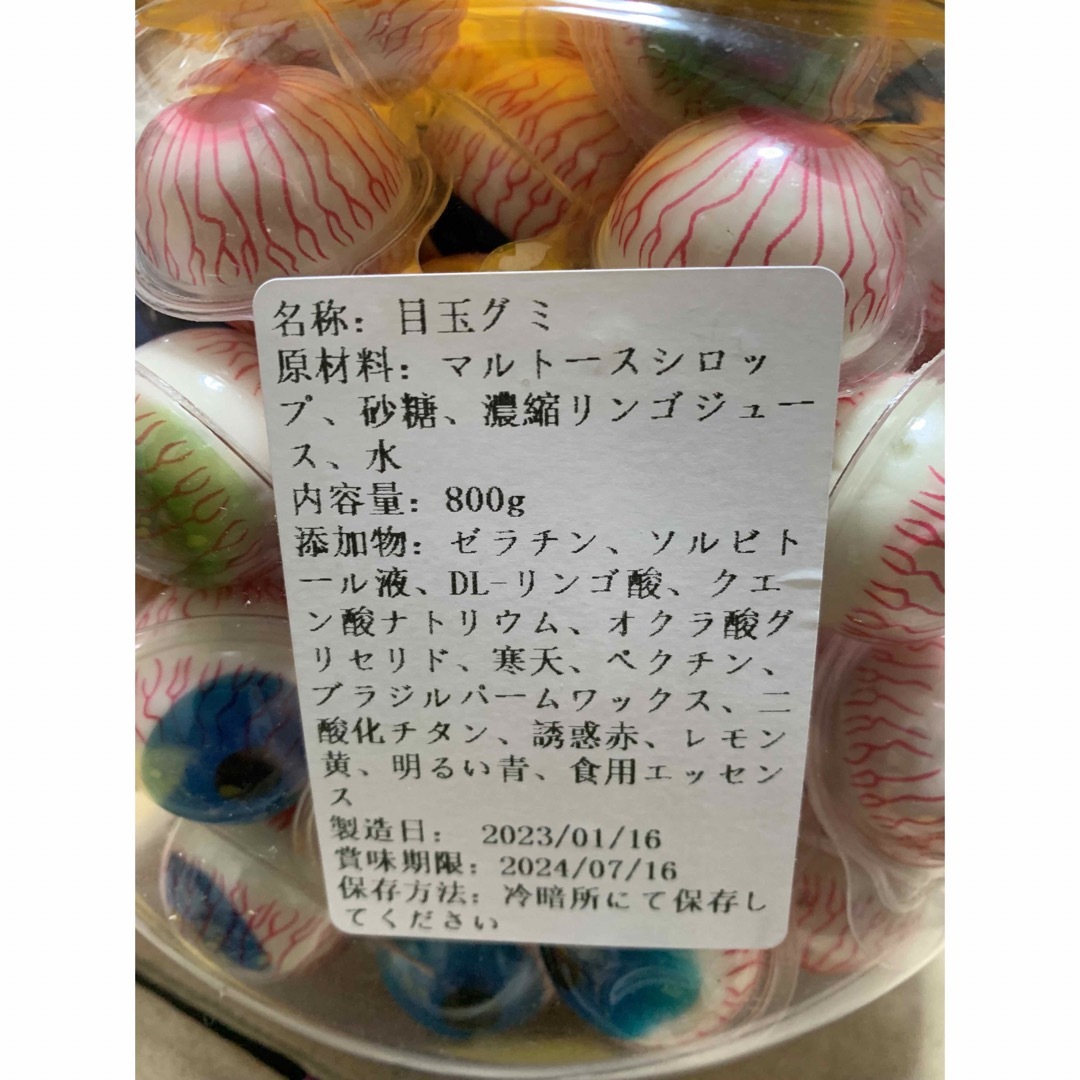 名称: 目玉グミ
原材料: マルトースシロッ
プ、砂糖、濃縮リンゴジュー
ス、水
内容量: 800g
添加物: ゼラチン、ソルビト
ール液、DL-リンゴ酸、クエ
ン酸ナトリウム、オクラ酸グ
リセリド、寒天、ペクチン、
ブラジルパームワックス、二
酸化チタン、誘惑赤、レモン
黄、明るい青、食用エッセン
ス
製造日: 2023/01/16
賞味期限: 2024/07/16
保存方法: 冷暗所にて保存し
てください